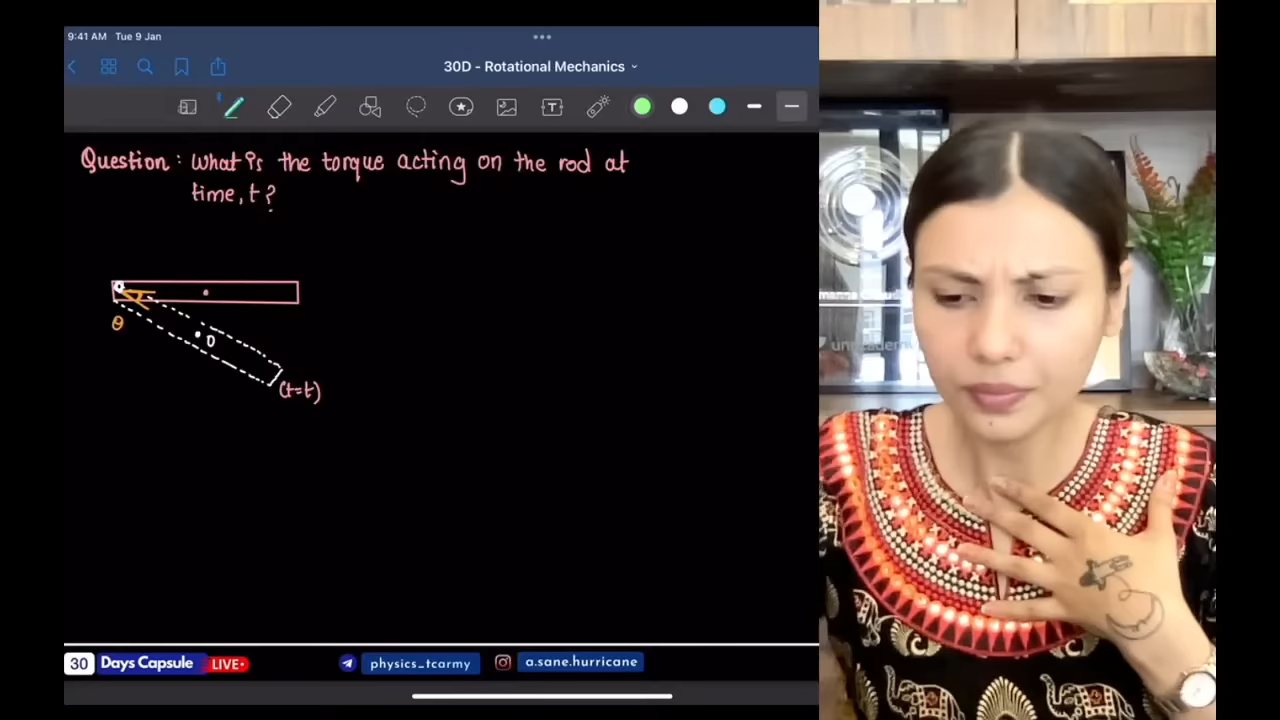 9:41 AM Tue 9 Jan
30D - Rotational Mechanics
Question: What is the torque acting on the rod at
time, t?
θ
(t=t)
30 Days Capsule LIVE
physics_tcarmy
a.sane.hurricane